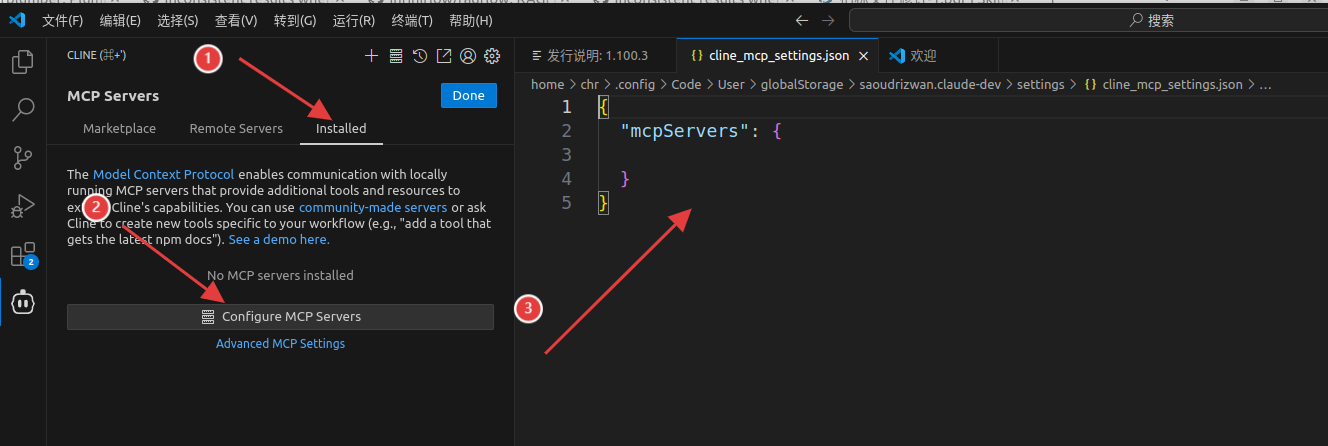 文件(F) 编辑(E) 选择(S) 查看(V) 转到(G) 运行(R) 终端(T) 帮助(H) 搜索
CLINE (⌘+')
1
MCP Servers
Done
Marketplace Remote Servers Installed
The Model Context Protocol enables communication with locally
running MCP servers that provide additional tools and resources to
2
Cline's capabilities. You can use community-made servers or ask
Cline to create new tools specific to your workflow (e.g., "add a tool that
gets the latest npm docs"). See a demo here.
No MCP servers installed
Configure MCP Servers
Advanced MCP Settings
2
发行说明: 1.100.3 {} cline_mcp_settings.json × 欢迎
home > chr > .config > Code > User > globalStorage > saoudrizwan.claude-dev > settings > {} cline_mcp_settings.json > ...
1 {
2 "mcpServers": {
3
4 }
5 }
3